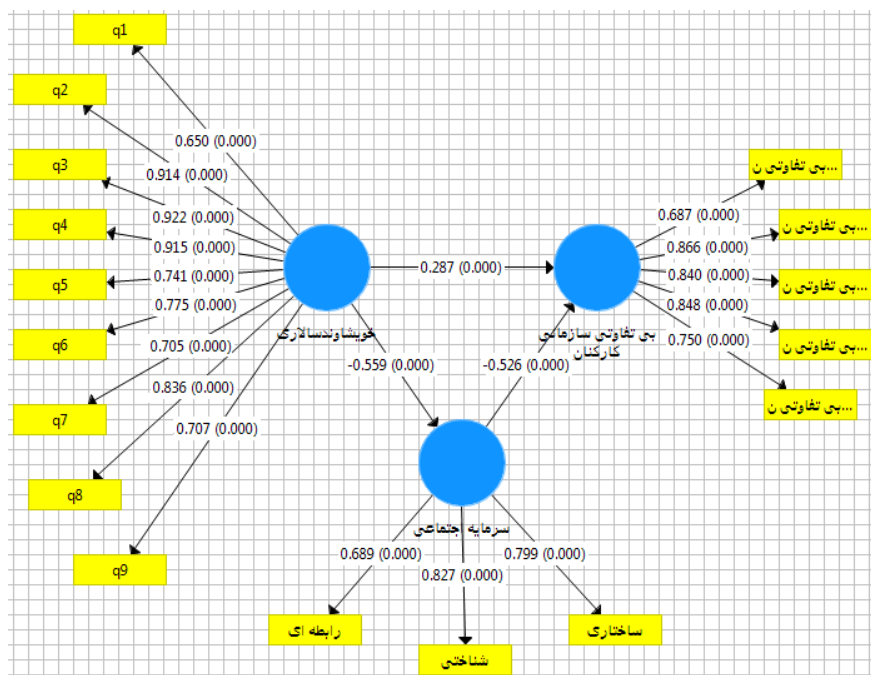 q1
q2
q3
q4
q5
q6
q7
q8
q9
0.650 (0.000)
0.914 (0.000)
0.922 (0.000)
0.915 (0.000)
0.741 (0.000)
0.775 (0.000)
0.705 (0.000)
0.836 (0.000)
0.707 (0.000)
خویشاوندسالاری
0.287 (0.000)
بی تفاوتی سازمانی
کارکنان
0.687 (0.000)
0.866 (0.000)
0.840 (0.000)
0.848 (0.000)
0.750 (0.000)
بی تفاوتی ن...
بی تفاوتی ن...
بی تفاوتی ن...
بی تفاوتی ن...
بی تفاوتی ن...
-0.559 (0.000)
-0.526 (0.000)
سرمایه اجتماعی
0.689 (0.000)
0.827 (0.000)
0.799 (0.000)
رابطه ای
شناختی
ساختاری